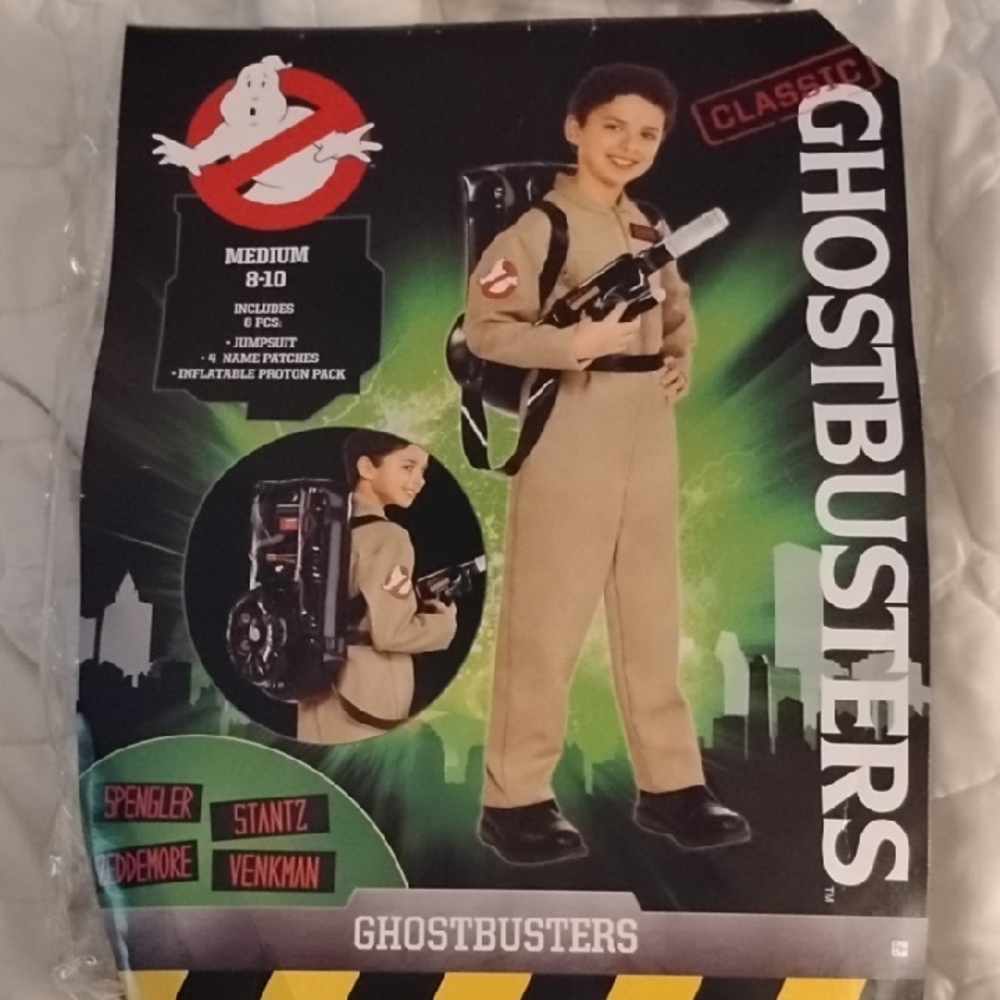 CLASSIC
GHOSTBUSTERS™
MEDIUM
8-10
INCLUDES
6 PCS:
• JUMPSUIT
• 4 NAME PATCHES
• INFLATABLE PROTON PACK
SPENGLER
STANTZ
ZEDDEMORE
VENKMAN
GHOSTBUSTERS